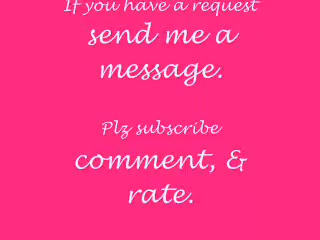 If you have a request
send me a
message.
Plz subscribe
comment, &
rate.